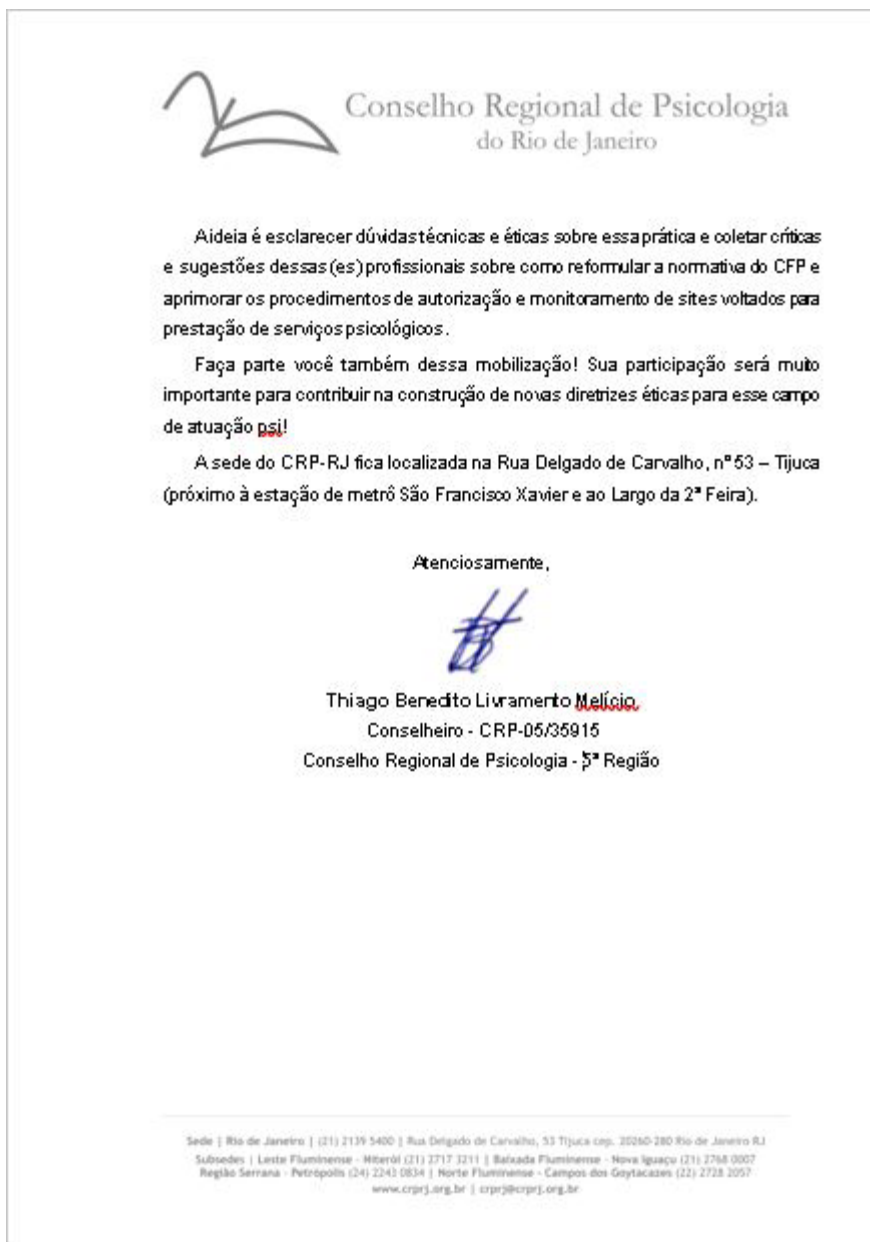 Conselho Regional de Psicologia
do Rio de Janeiro
A ideia é esclarecer dúvidas técnicas e éticas sobre essa prática e coletar críticas
e sugestões dessas (es) profissionais sobre como reformular a normativa do CFP e
aprimorar os procedimentos de autorização e monitoramento de sites voltados para
prestação de serviços psicológicos.
Faça parte você também dessa mobilização! Sua participação será muito
importante para contribuir na construção de novas diretrizes éticas para esse campo
de atuação psi!
A sede do CRP-RJ fica localizada na Rua Delgado de Carvalho, nº 53 – Tijuca
(próximo à estação de metrô São Francisco Xavier e ao Largo da 2ª Feira).
Atenciosamente,
Thiago Benedito Livramento Melício
Conselheiro - CRP-05/35915
Conselho Regional de Psicologia - 5ª Região
Sede | Rio de Janeiro | (21) 2139 5400 | Rua Delgado de Carvalho, 53 Tijuca cep. 20260-280 Rio de Janeiro RJ
Subsedes | Leste Fluminense - Niterói (21) 2717 3211 | Baixada Fluminense - Nova Iguaçu (21) 2768 0007
Região Serrana - Petrópolis (24) 2243 0834 | Norte Fluminense - Campos dos Goytacazes (22) 2728 2057
www.crprj.org.br | crprj@crprj.org.br